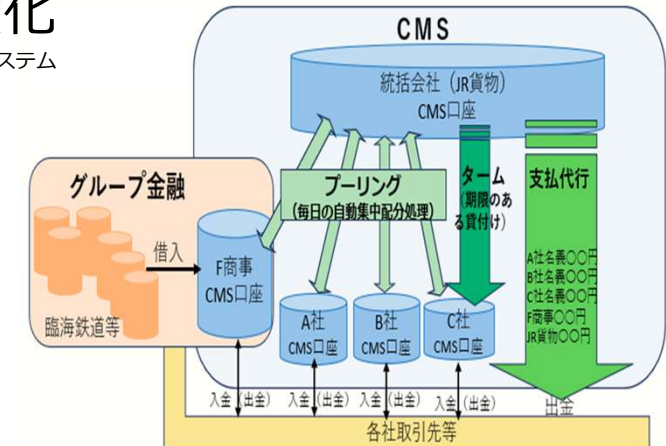 化
ステム
CMS
統括会社（JR貨物）
CMS口座
グループ金融
プーリング
（毎日の自動集中配分処理）
ターム
（期限のあ
る貸付け）
支払代行
借入
F商事
CMS口座
臨海鉄道等
A社
CMS口座
B社
CMS口座
C社
CMS口座
A社名義〇〇円
B社名義〇〇円
C社名義〇〇円
F商事〇〇円
JR貨物〇〇円
入金（出金）
入金（出金）
入金（出金）
入金（出金）
出金
各社取引先等